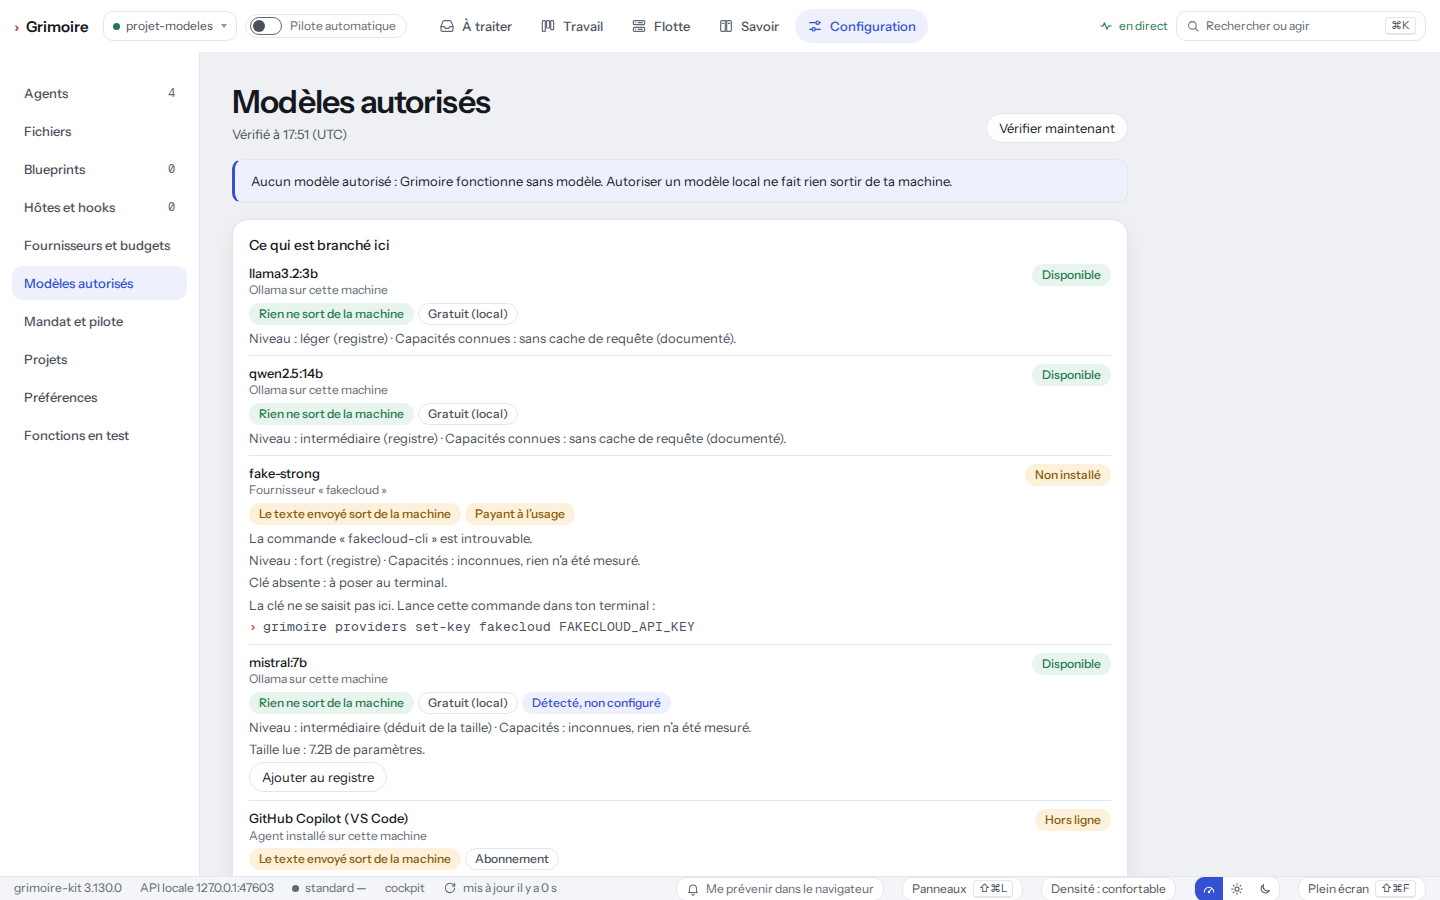 › Grimoire
projet-modeles
Pilote automatique
À traiter
Travail
Flotte
Savoir
Configuration
en direct
Rechercher ou agir
⌘K
Agents 4
Fichiers
Blueprints 0
Hôtes et hooks 0
Fournisseurs et budgets
Modèles autorisés
Mandat et pilote
Projets
Préférences
Fonctions en test
Modèles autorisés
Vérifié à 17:51 (UTC)
Vérifier maintenant
Aucun modèle autorisé : Grimoire fonctionne sans modèle. Autoriser un modèle local ne fait rien sortir de ta machine.
Ce qui est branché ici
llama3.2:3b
Disponible
Ollama sur cette machine
Rien ne sort de la machine
Gratuit (local)
Niveau : léger (registre) · Capacités connues : sans cache de requête (documenté).
qwen2.5:14b
Disponible
Ollama sur cette machine
Rien ne sort de la machine
Gratuit (local)
Niveau : intermédiaire (registre) · Capacités connues : sans cache de requête (documenté).
fake-strong
Non installé
Fournisseur « fakecloud »
Le texte envoyé sort de la machine
Payant à l'usage
La commande « fakecloud-cli » est introuvable.
Niveau : fort (registre) · Capacités : inconnues, rien n'a été mesuré.
Clé absente : à poser au terminal.
La clé ne se saisit pas ici. Lance cette commande dans ton terminal :
› grimoire providers set-key fakecloud FAKECLOUD_API_KEY
mistral:7b
Disponible
Ollama sur cette machine
Rien ne sort de la machine
Gratuit (local)
Détecté, non configuré
Niveau : intermédiaire (déduit de la taille) · Capacités : inconnues, rien n'a été mesuré.
Taille lue : 7.2B de paramètres.
Ajouter au registre
GitHub Copilot (VS Code)
Hors ligne
Agent installé sur cette machine
Le texte envoyé sort de la machine
Abonnement
grimoire-kit 3.130.0
API locale 127.0.0.1:47603
standard —
cockpit
mis à jour il y a 0 s
Me prévenir dans le navigateur
Panneaux ⇧⌘L
Densité : confortable
Plein écran ⇧⌘F